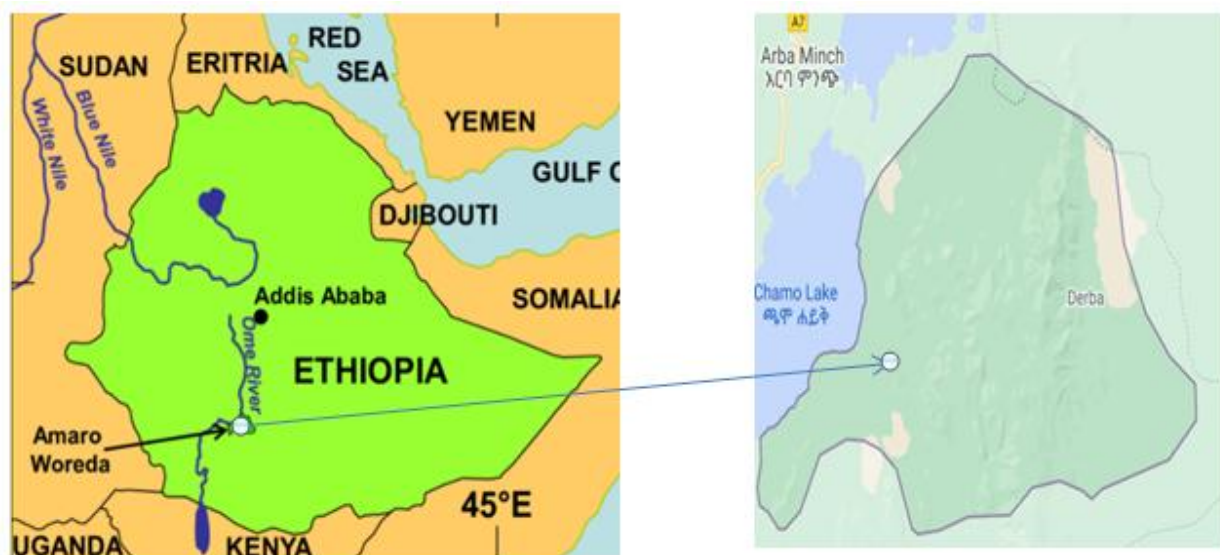 RED
SEA
SUDAN
ERITRIA
White Nile
Blue Nile
YEMEN
GULF C
DJIBOUTI
Addis Ababa
SOMALIA
Ome River
ETHIOPIA
Amaro
Woreda
45°E
UGANDA
KENYA
A7
Arba Minch
አርባ ምንጭ
Chamo Lake
ጫሞ ሐይቅ
Derba